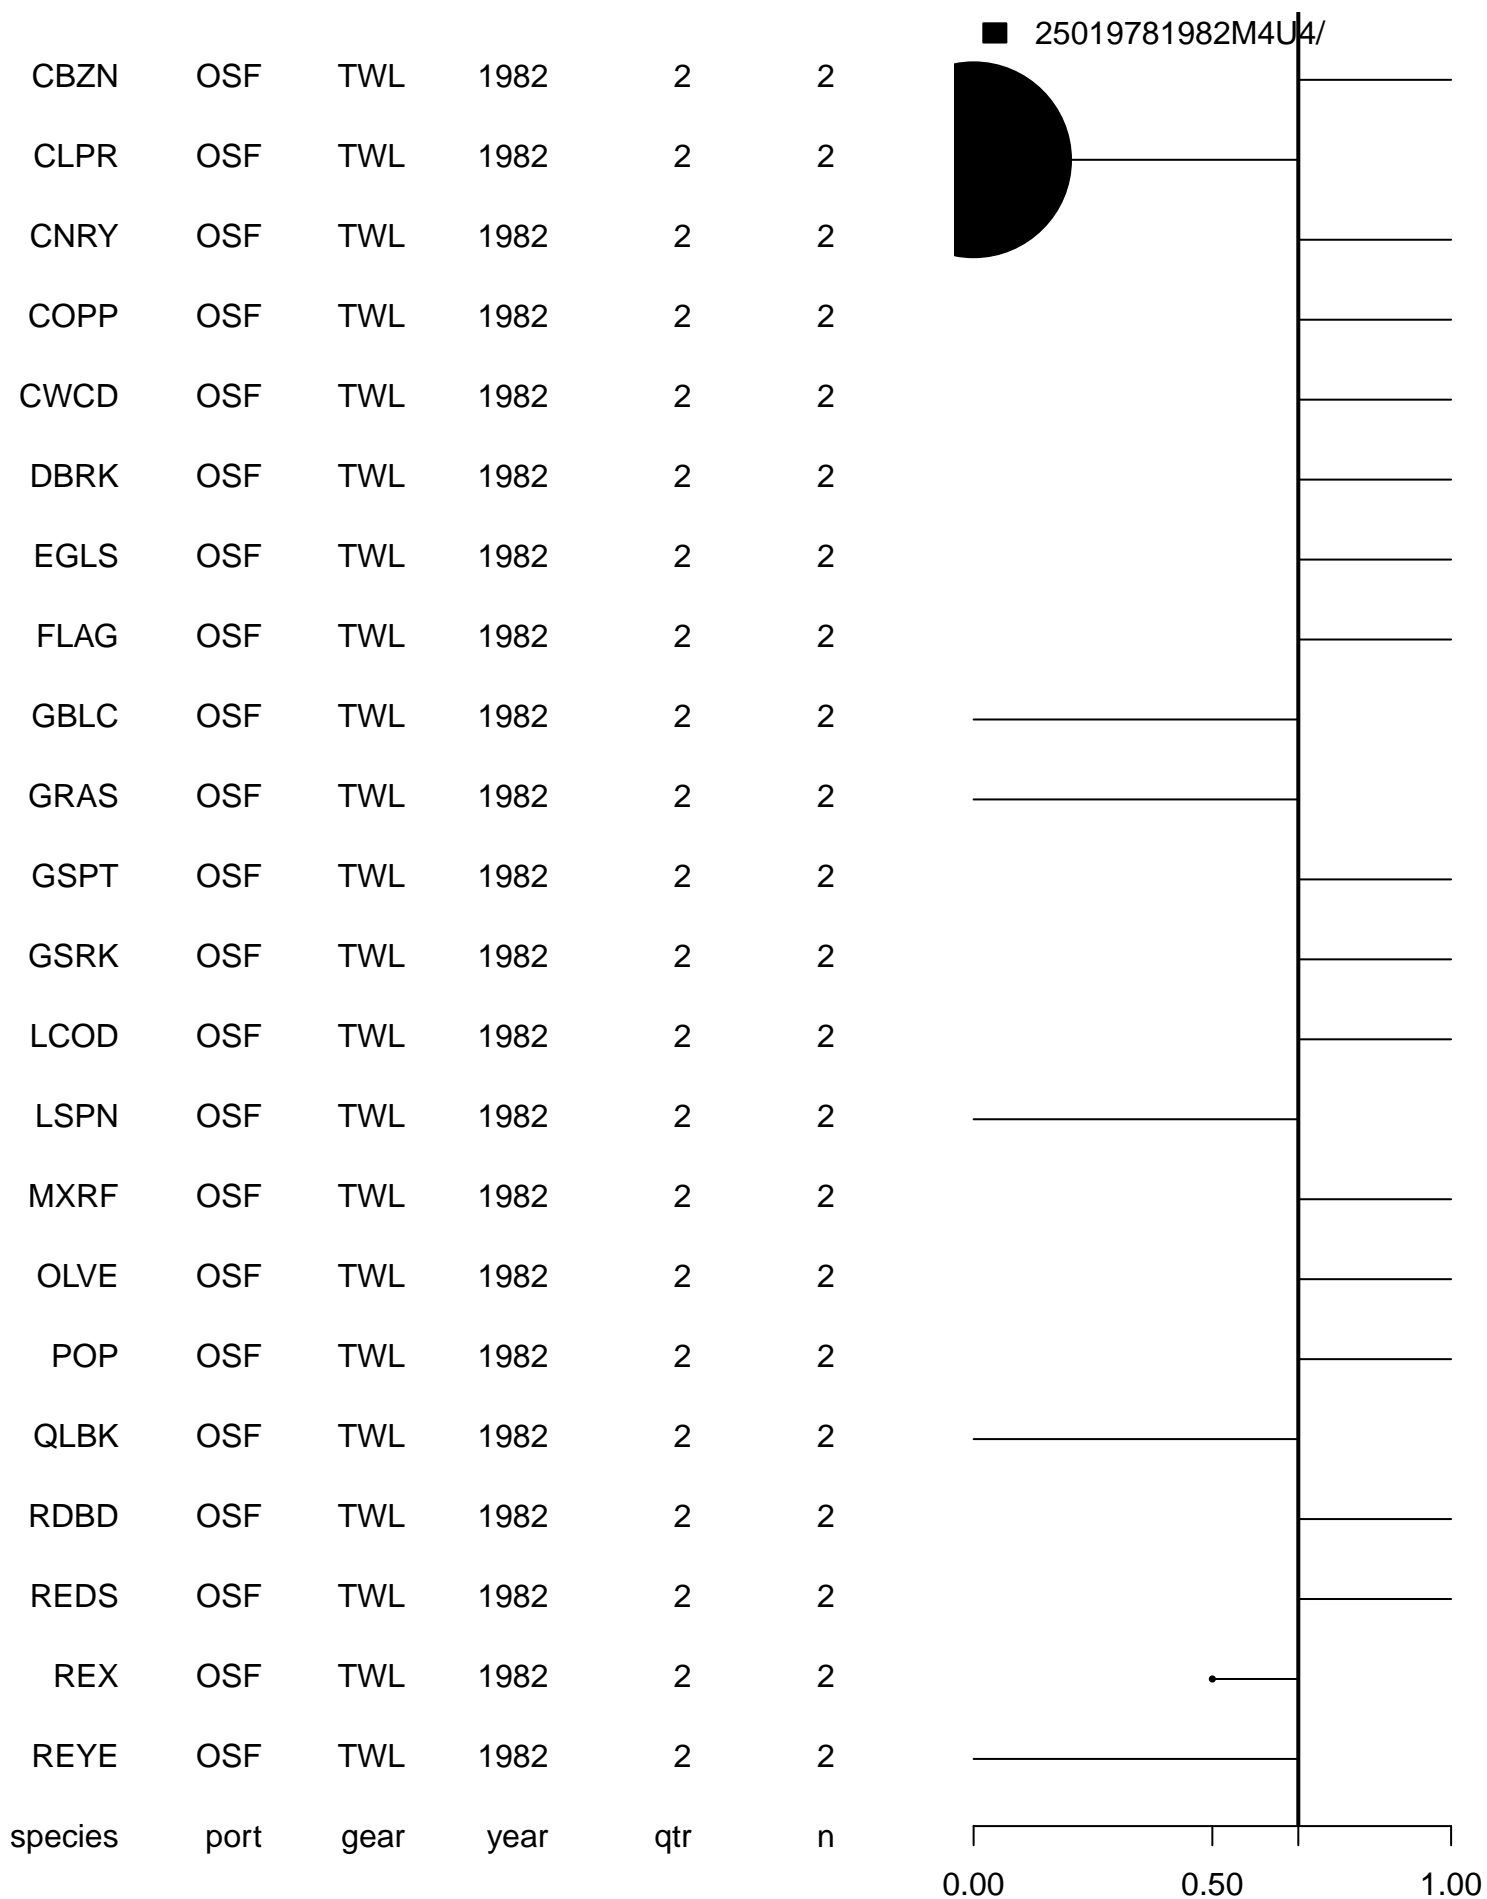 25019781982M4U4/
CBZN OSF TWL 1982 2 2
CLPR OSF TWL 1982 2 2
CNRY OSF TWL 1982 2 2
COPP OSF TWL 1982 2 2
CWCD OSF TWL 1982 2 2
DBRK OSF TWL 1982 2 2
EGLS OSF TWL 1982 2 2
FLAG OSF TWL 1982 2 2
GBLC OSF TWL 1982 2 2
GRAS OSF TWL 1982 2 2
GSPT OSF TWL 1982 2 2
GSRK OSF TWL 1982 2 2
LCOD OSF TWL 1982 2 2
LSPN OSF TWL 1982 2 2
MXRF OSF TWL 1982 2 2
OLVE OSF TWL 1982 2 2
POP OSF TWL 1982 2 2
QLBK OSF TWL 1982 2 2
RDBD OSF TWL 1982 2 2
REDS OSF TWL 1982 2 2
REX OSF TWL 1982 2 2
REYE OSF TWL 1982 2 2
species port gear year qtr n
0.00 0.50 1.00